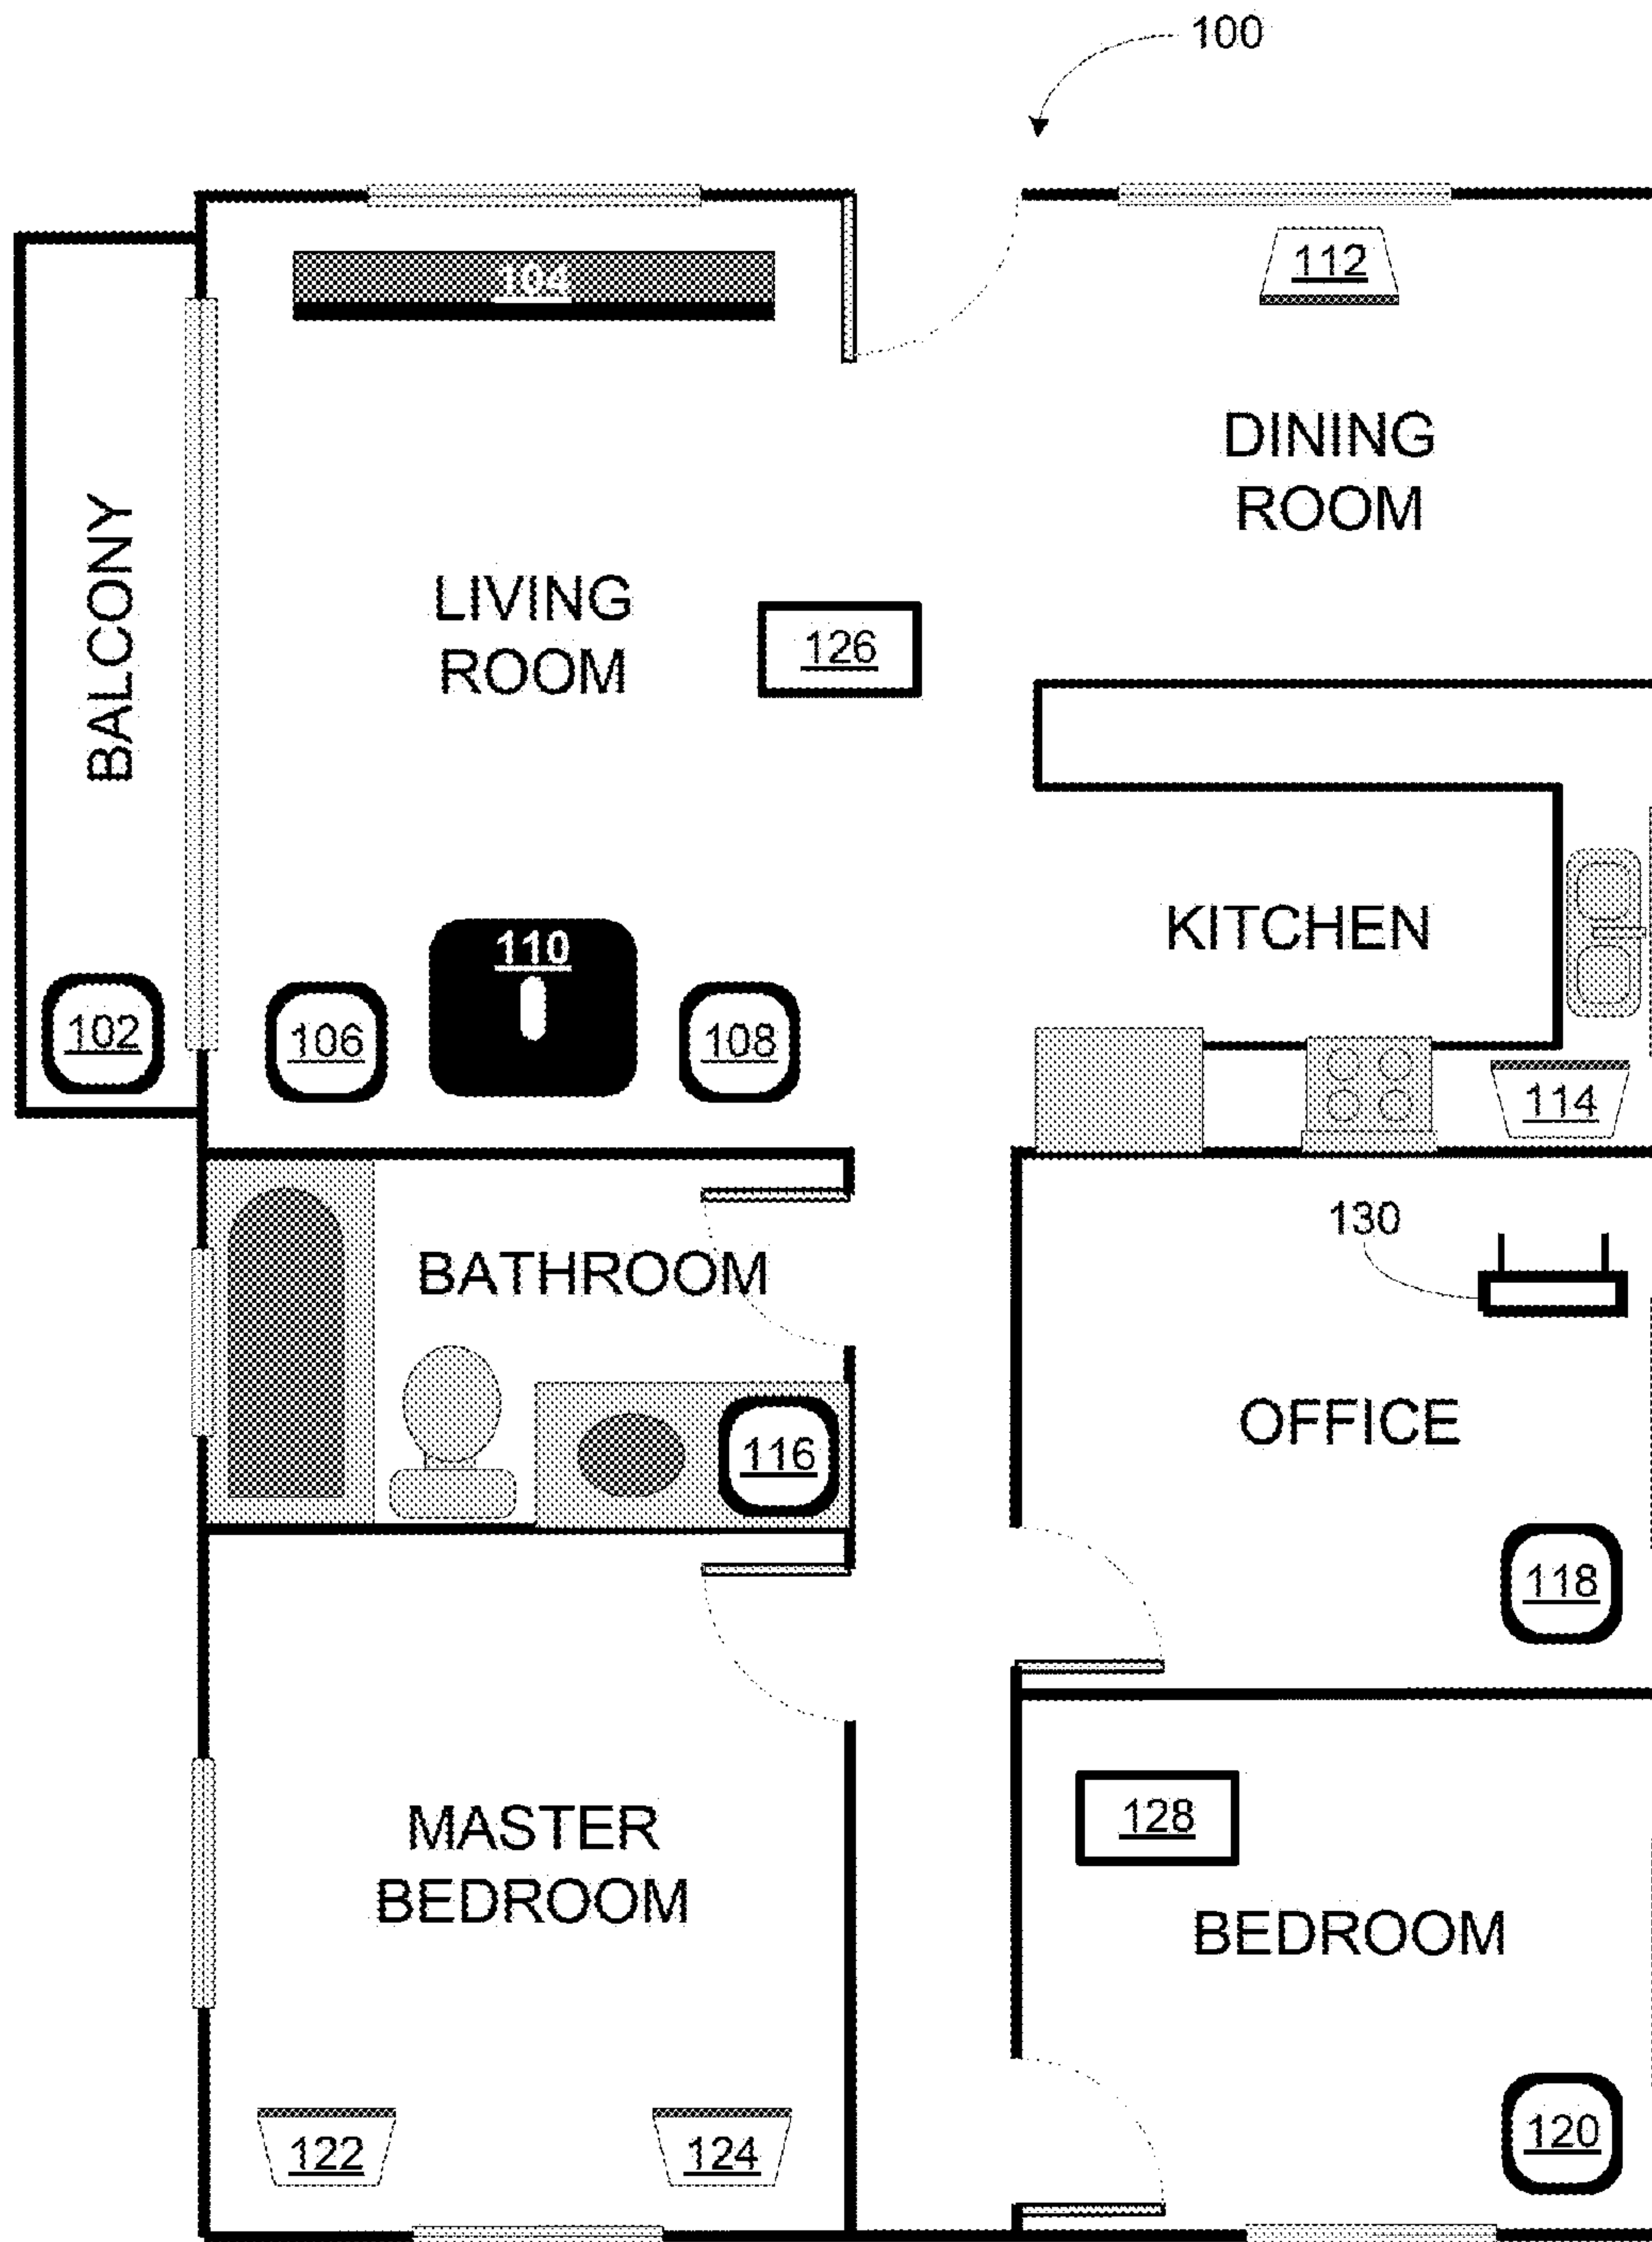 100
104
112
DINING
ROOM
BALCONY
LIVING
ROOM
126
KITCHEN
110
102
106
108
114
130
BATHROOM
OFFICE
116
118
128
MASTER
BEDROOM
BEDROOM
122
124
120